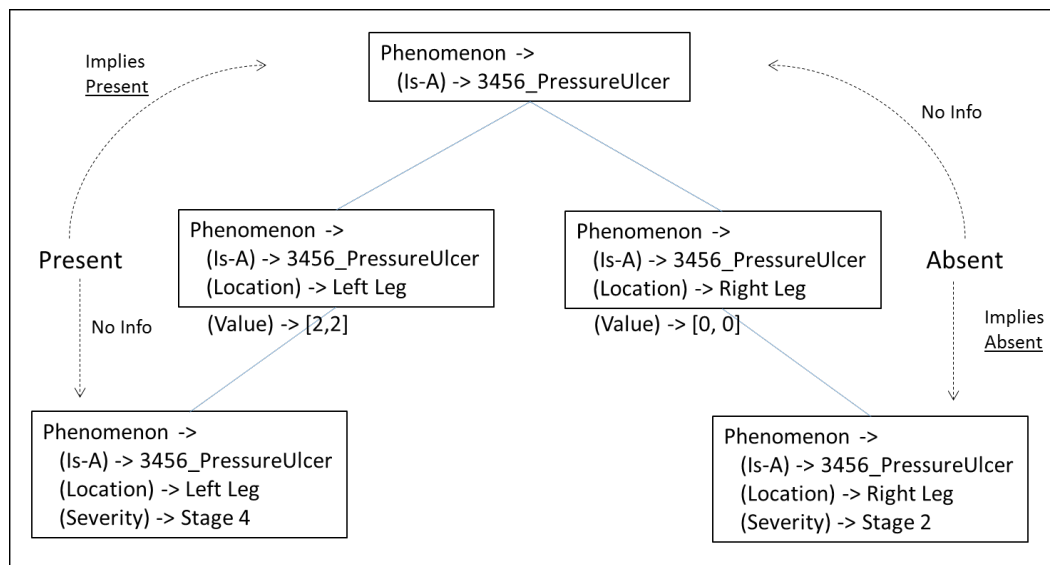 Implies
Present
Phenomenon ->
(Is-A) -> 3456_PressureUlcer
No Info
Present
No Info
Phenomenon ->
(Is-A) -> 3456_PressureUlcer
(Location) -> Left Leg
(Value) -> [2,2]
Phenomenon ->
(Is-A) -> 3456_PressureUlcer
(Location) -> Right Leg
(Value) -> [0, 0]
Absent
Implies
Absent
Phenomenon ->
(Is-A) -> 3456_PressureUlcer
(Location) -> Left Leg
(Severity) -> Stage 4
Phenomenon ->
(Is-A) -> 3456_PressureUlcer
(Location) -> Right Leg
(Severity) -> Stage 2